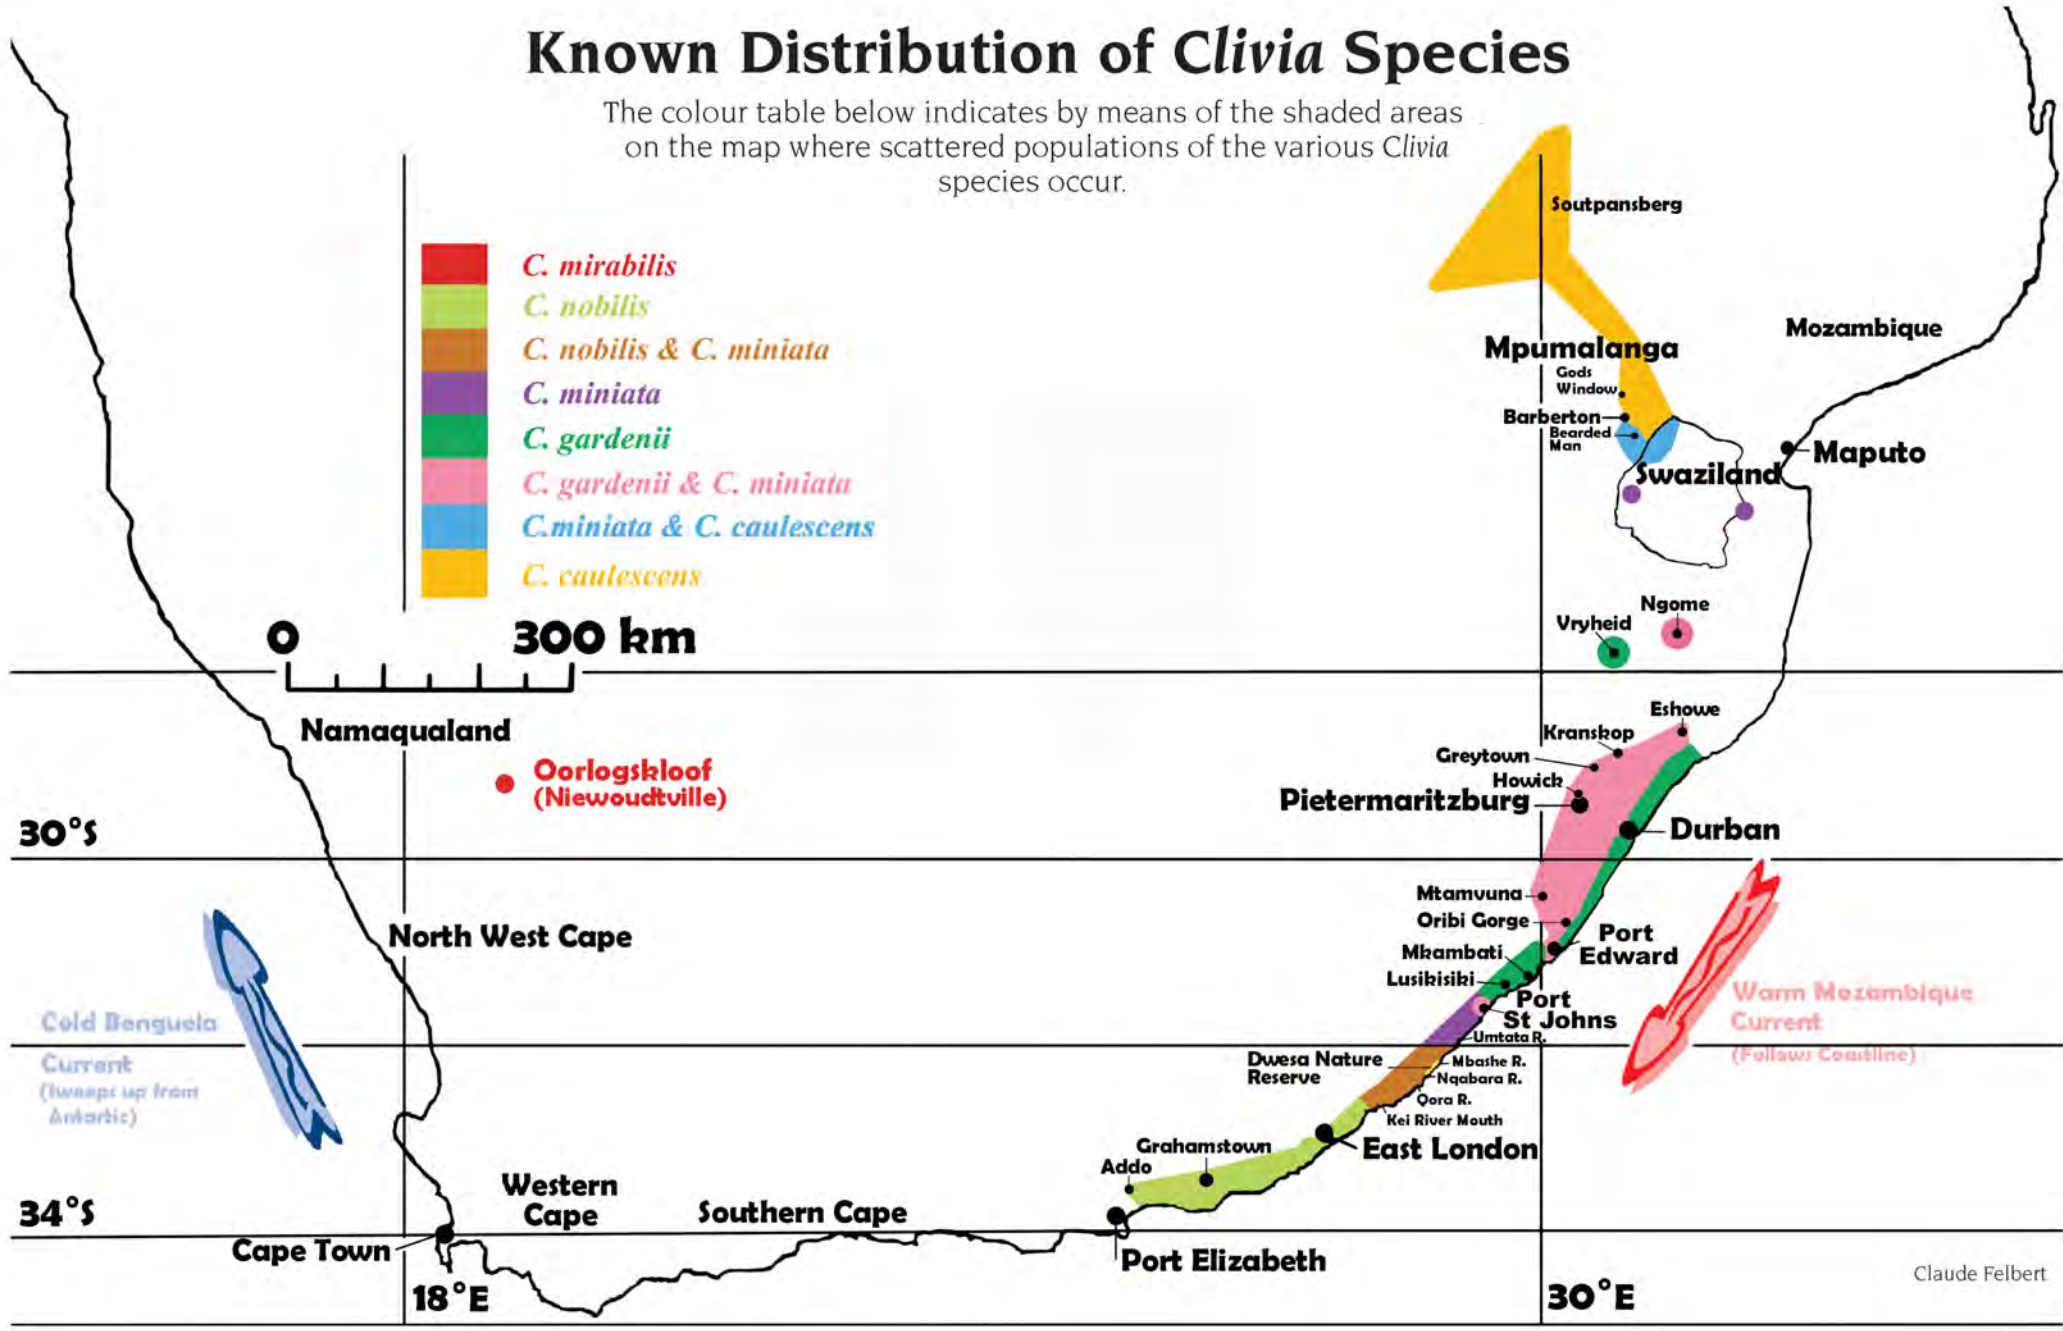 Known Distribution of Clivia Species
The colour table below indicates by means of the shaded areas
on the map where scattered populations of the various Clivia
species occur.
C. mirabilis
C. nobilis
C. nobilis & C. miniata
C. miniata
C. gardenii
C. gardenii & C. miniata
C.miniata & C. caulescens
C. caulescens
0 300 km
Soutpansberg
Mozambique
Mpumalanga
Gods
Window
Barberton
Bearded
Man
Maputo
Swaziland
Ngome
Vryheid
Namaqualand
Oorlogskloof
(Niewoudtville)
Eshowe
Kranskop
Greytown
Howick
Pietermaritzburg
Durban
30°S
Mtamvuna
Oribi Gorge
Port
Edward
North West Cape
Mkambati
Lusikisiki
Port
St Johns
Umtata R.
Warm Mozambique
Current
(Follows Coastline)
Cold Benguela
Current
(Sweeps up from
Antartic)
Dwesa Nature
Reserve
Mbashe R.
Nqabara R.
Qora R.
Kei River Mouth
East London
Grahamstown
Addo
Western
Cape
Southern Cape
34°S
Cape Town
Port Elizabeth
Claude Felbert
18°E
30°E